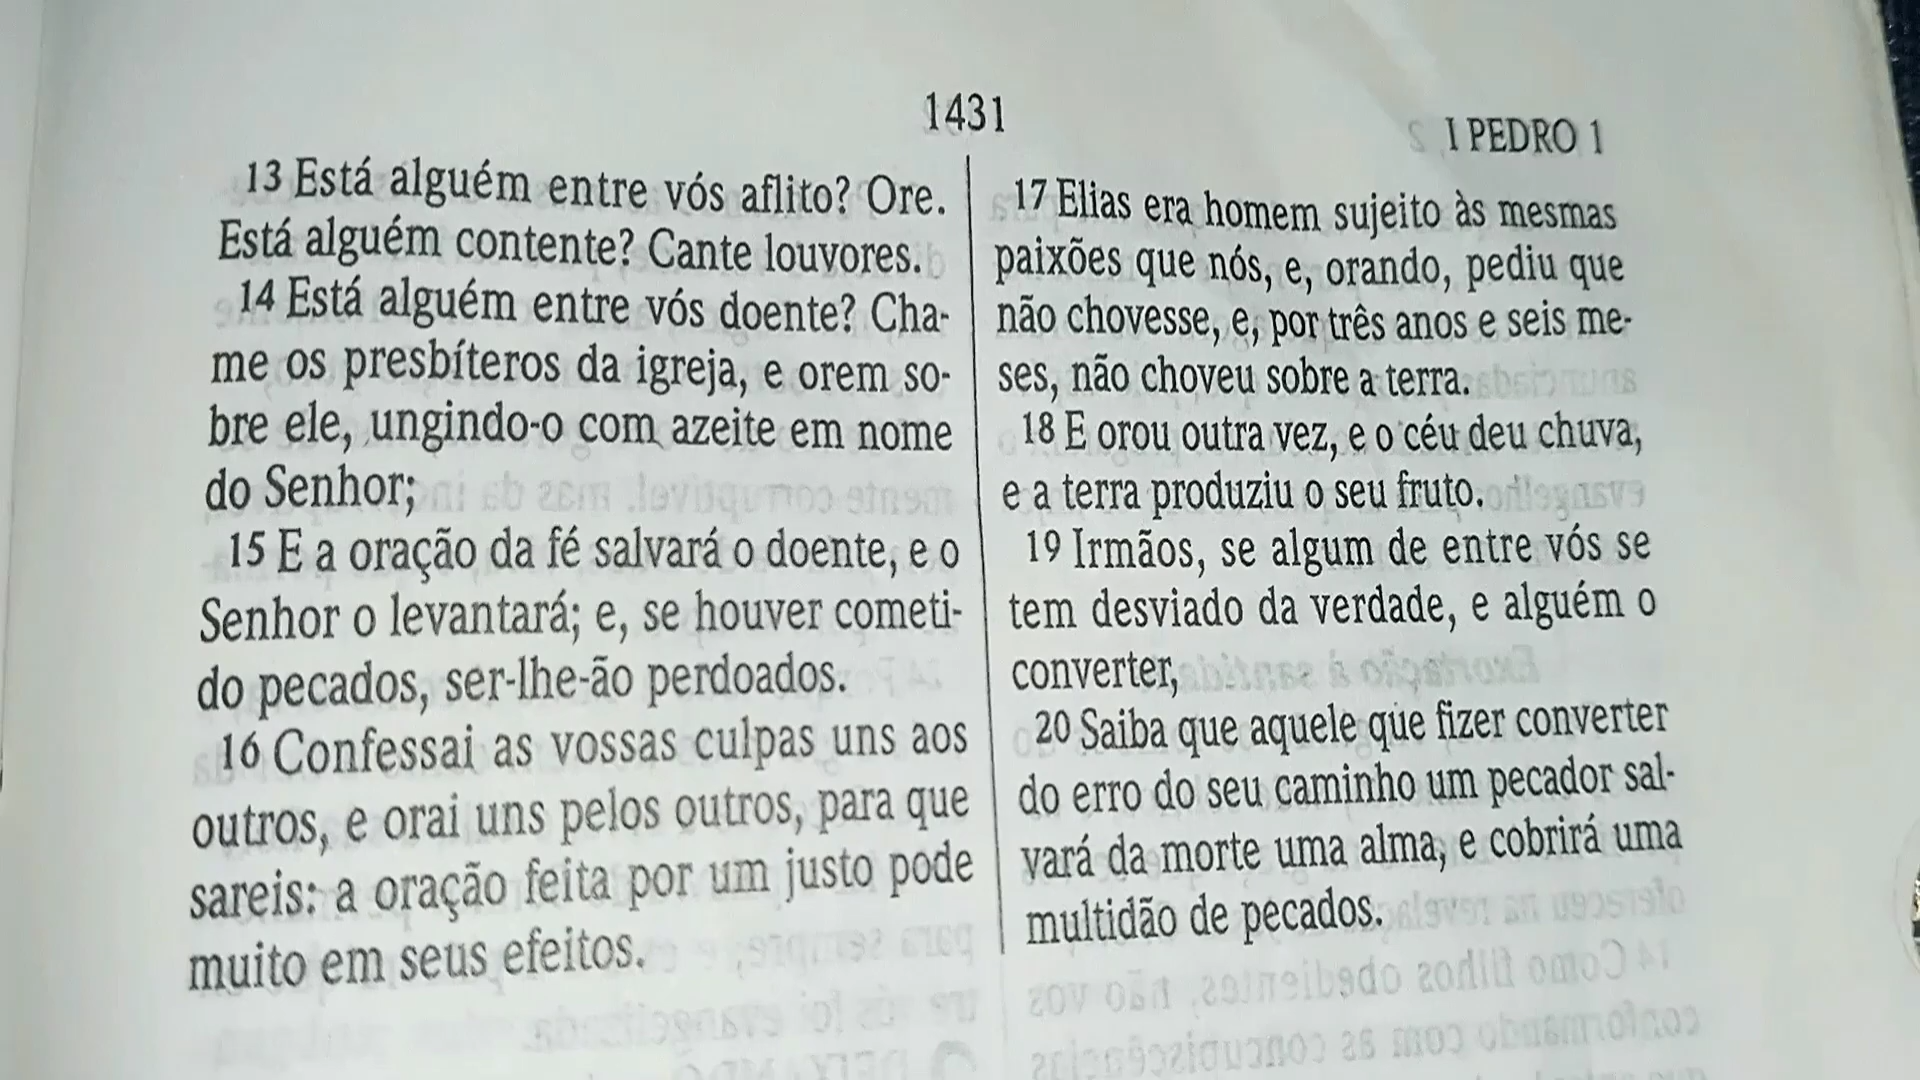 1431
I PEDRO 1
13 Está alguém entre vós aflito? Ore.
Está alguém contente? Cante louvores.
14 Está alguém entre vós doente? Cha-
me os presbíteros da igreja, e orem so-
bre ele, ungindo-o com azeite em nome
do Senhor;
15 E a oração da fé salvará o doente, e o
Senhor o levantará; e, se houver cometi-
do pecados, ser-lhe-ão perdoados.
16 Confessai as vossas culpas uns aos
outros, e orai uns pelos outros, para que
sareis: a oração feita por um justo pode
muito em seus efeitos.
17 Elias era homem sujeito às mesmas
paixões que nós, e, orando, pediu que
não chovesse, e, por três anos e seis me-
ses, não choveu sobre a terra.
18 E orou outra vez, e o céu deu chuva,
e a terra produziu o seu fruto.
19 Irmãos, se algum de entre vós se
tem desviado da verdade, e alguém o
converter,
20 Saiba que aquele que fizer converter
do erro do seu caminho um pecador sal-
vará da morte uma alma, e cobrirá uma
multidão de pecados.